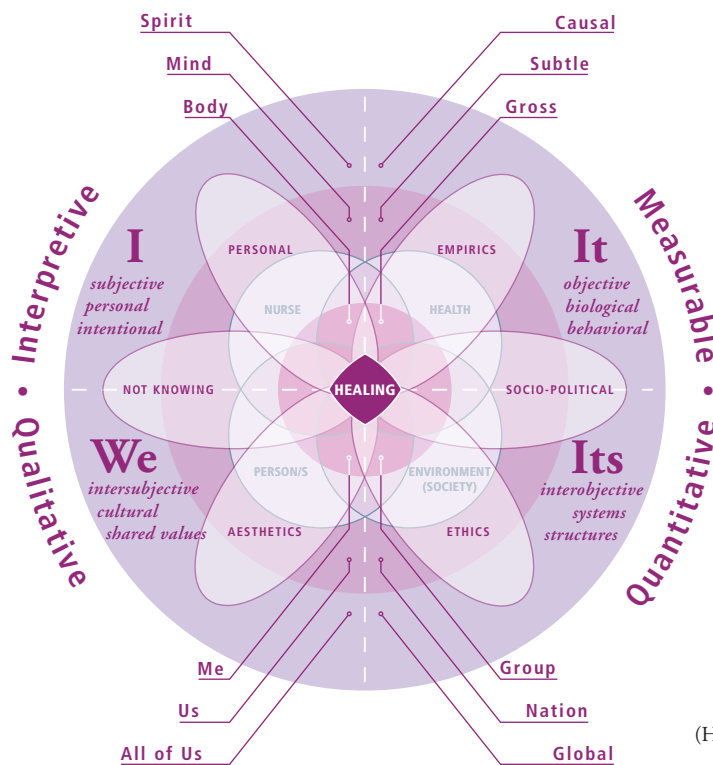 Spirit
Causal
Mind
Subtle
Body
Gross
Interpretive
Qualitative
Measurable
Quantitative
I
subjective
personal
intentional
It
objective
biological
behavioral
PERSONAL
EMPIRICS
NURSE
HEALTH
NOT KNOWING
HEALING
SOCIO-POLITICAL
We
intersubjective
cultural
shared values
Its
interobjective
systems
structures
PERSON/S
ENVIRONMENT
(SOCIETY)
AESTHETICS
ETHICS
Me
Group
Us
Nation
All of Us
Global
(H